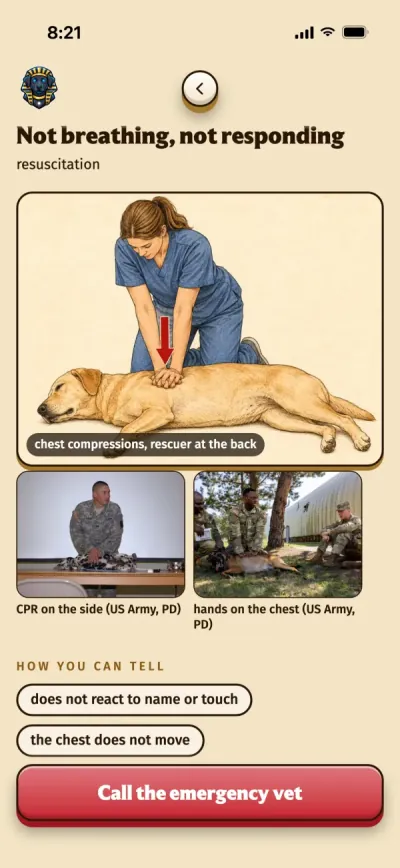 8:21
Not breathing, not responding
resuscitation
chest compressions, rescuer at the back
CPR on the side (US Army, PD)
hands on the chest (US Army,
PD)
HOW YOU CAN TELL
does not react to name or touch
the chest does not move
Call the emergency vet